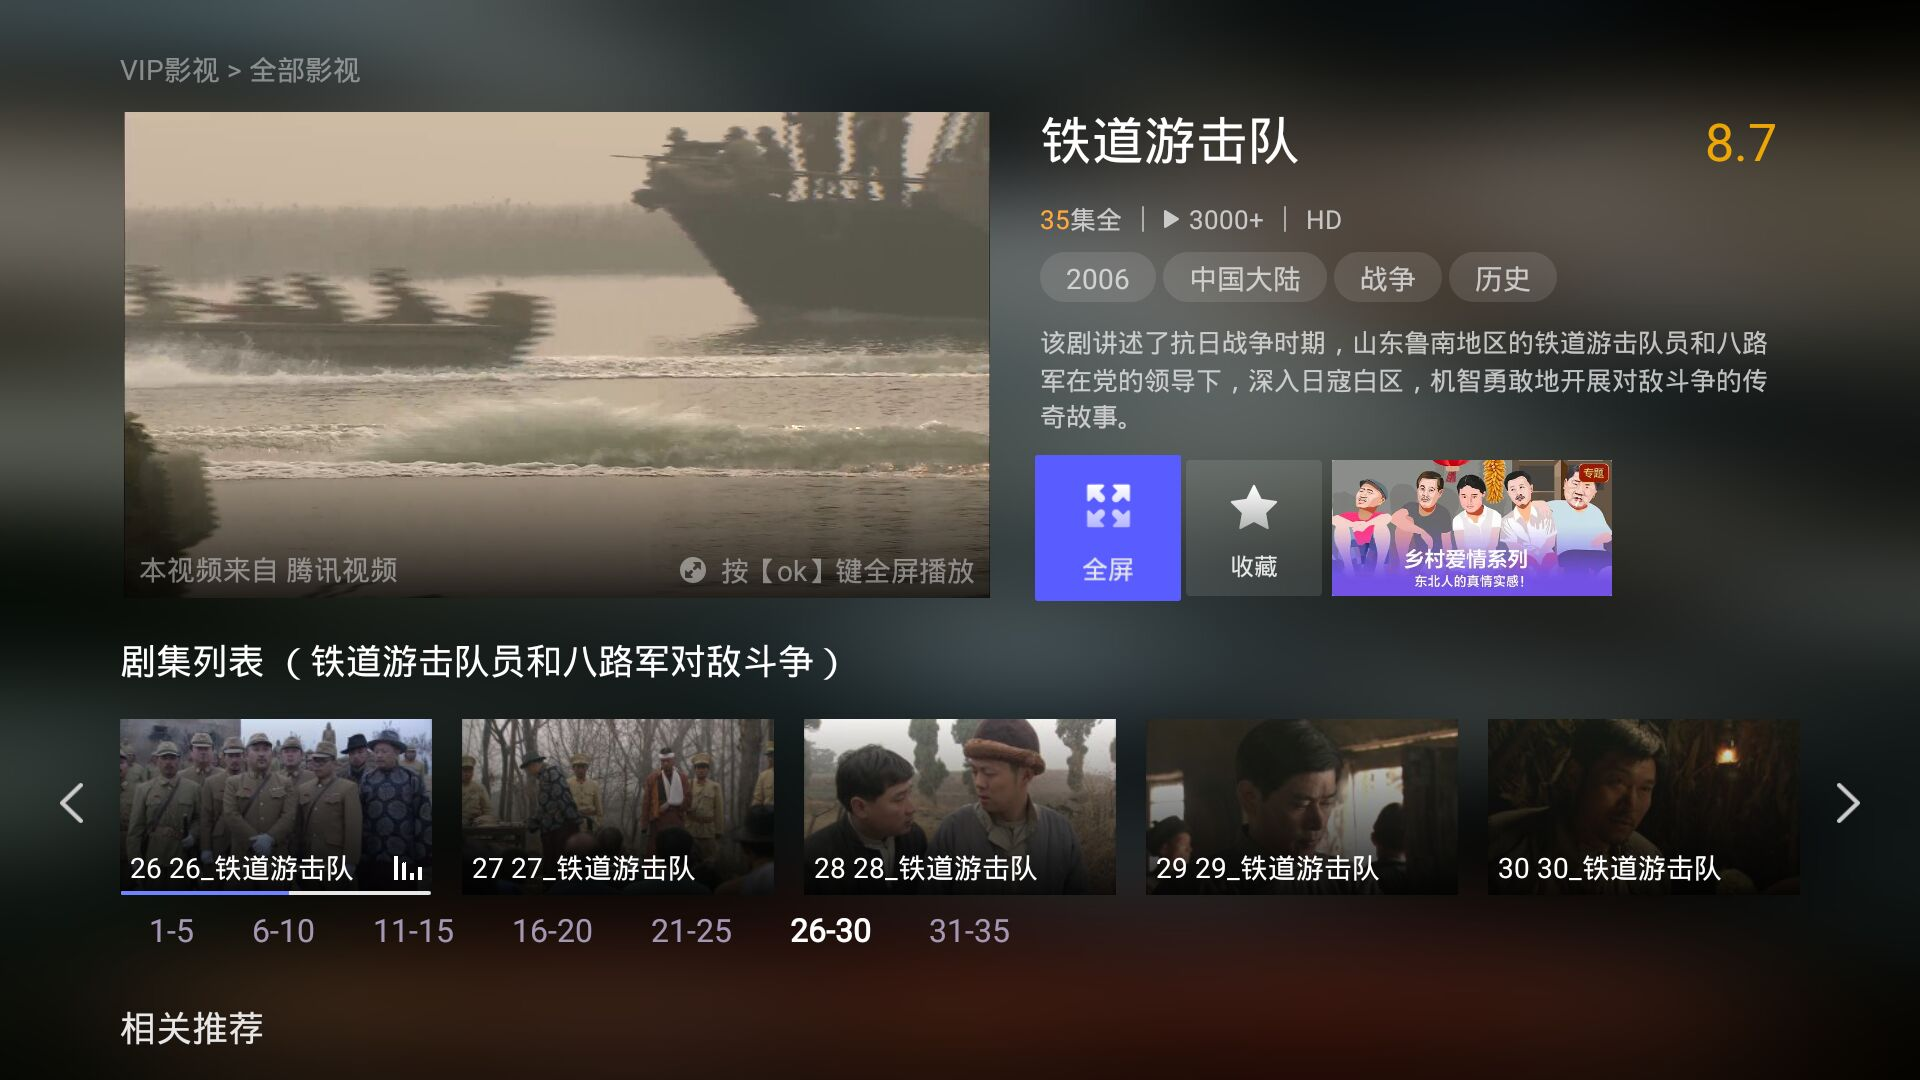 VIP影视 > 全部影视
铁道游击队
8.7
35集全 | 3000+ | HD
2006 中国大陆 战争 历史
该剧讲述了抗日战争时期，山东鲁南地区的铁道游击队员和八路
军在党的领导下，深入日寇白区，机智勇敢地开展对敌斗争的传
奇故事。
本视频来自 腾讯视频
按【ok】键全屏播放
全屏
收藏
专题
乡村爱情系列
东北人的真情实感！
剧集列表（铁道游击队员和八路军对敌斗争）
26 26_铁道游击队
27 27_铁道游击队
28 28_铁道游击队
29 29_铁道游击队
30 30_铁道游击队
1-5 6-10 11-15 16-20 21-25 26-30 31-35
相关推荐